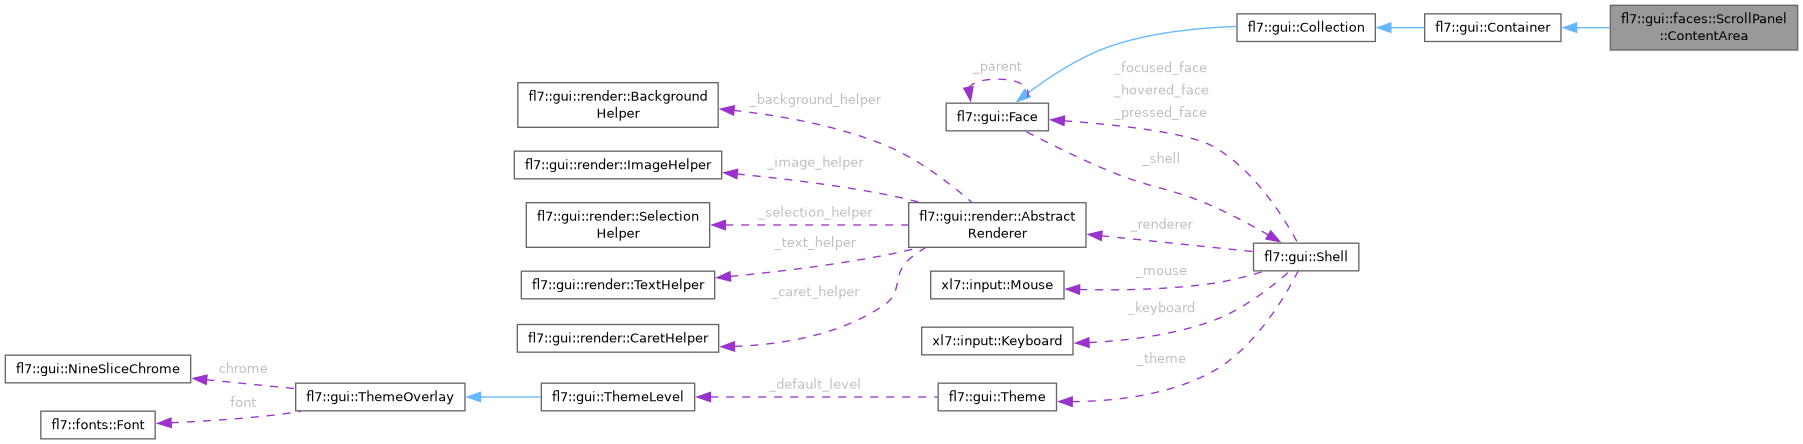 fl7::gui::faces::ScrollPanel
::ContentArea
fl7::gui::Container
fl7::gui::Collection
_parent
_focused_face
_hovered_face
_pressed_face
fl7::gui::Face
fl7::gui::render::Background
Helper
_background_helper
fl7::gui::render::ImageHelper
_image_helper
_shell
fl7::gui::render::Selection
Helper
_selection_helper
fl7::gui::render::Abstract
Renderer
_renderer
fl7::gui::Shell
_text_helper
fl7::gui::render::TextHelper
_caret_helper
xl7::input::Mouse
_mouse
fl7::gui::render::CaretHelper
xl7::input::Keyboard
_keyboard
_theme
fl7::gui::NineSliceChrome
chrome
font
fl7::fonts::Font
fl7::gui::ThemeOverlay
fl7::gui::ThemeLevel
_default_level
fl7::gui::Theme